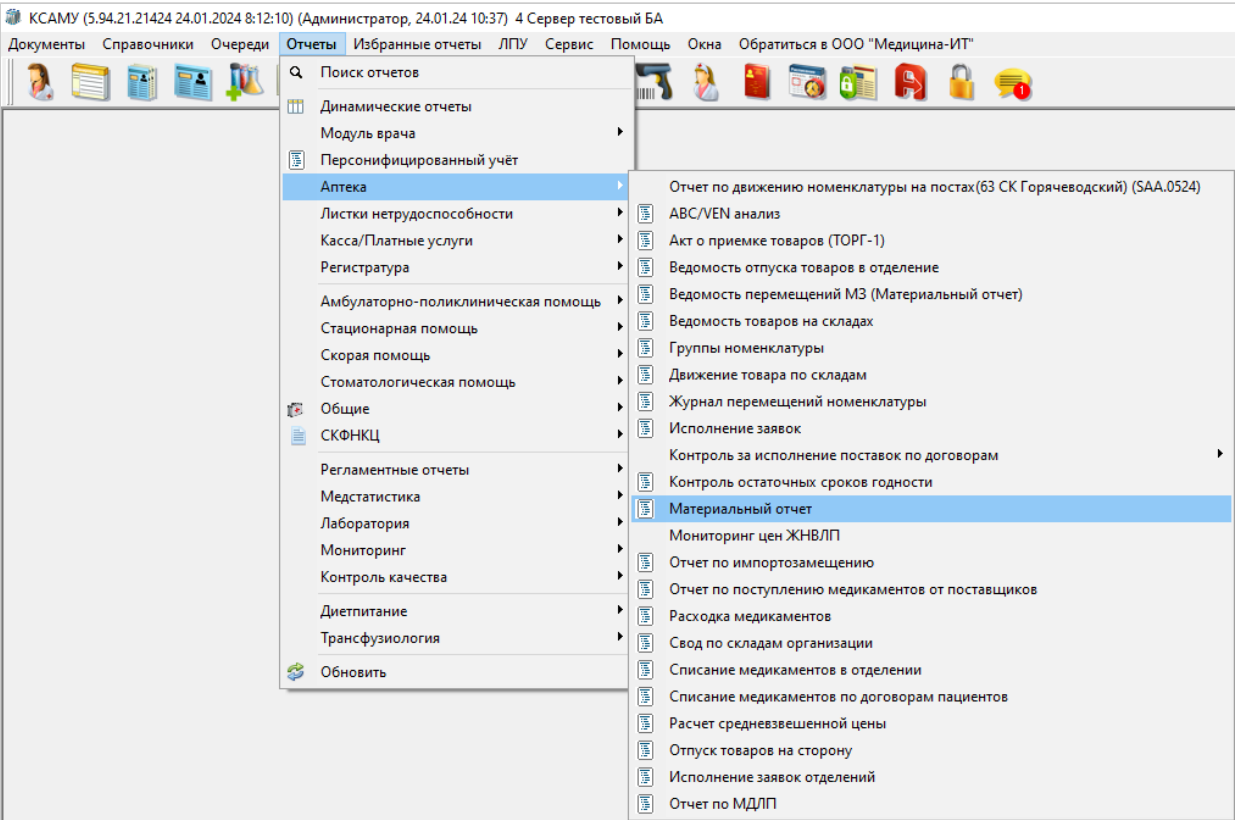 КСАМУ (5.94.21.21424 24.01.2024 8:12:10) (Администратор, 24.01.24 10:37) 4 Сервер тестовый БА
Документы Справочники Очереди Отчеты Избранные отчеты ЛПУ Сервис Помощь Окна Обратиться в ООО "Медицина-ИТ"
1
Поиск отчетов
Динамические отчеты
Модуль врача
Персонифицированный учёт
Аптека
Листки нетрудоспособности
Касса/Платные услуги
Регистратура
Амбулаторно-поликлиническая помощь
Стационарная помощь
Скорая помощь
Стоматологическая помощь
Общие
СКФНКЦ
Регламентные отчеты
Медстатистика
Лаборатория
Мониторинг
Контроль качества
Диетпитание
Трансфузиология
Обновить
Отчет по движению номенклатуры на постах(63 СК Горячеводский) (SAA.0524)
ABC/VEN анализ
Акт о приемке товаров (ТОРГ-1)
Ведомость отпуска товаров в отделение
Ведомость перемещений МЗ (Материальный отчет)
Ведомость товаров на складах
Группы номенклатуры
Движение товара по складам
Журнал перемещений номенклатуры
Исполнение заявок
Контроль за исполнение поставок по договорам
Контроль остаточных сроков годности
Материальный отчет
Мониторинг цен ЖНВЛП
Отчет по импортозамещению
Отчет по поступлению медикаментов от поставщиков
Расходка медикаментов
Свод по складам организации
Списание медикаментов в отделении
Списание медикаментов по договорам пациентов
Расчет средневзвешенной цены
Отпуск товаров на сторону
Исполнение заявок отделений
Отчет по МДЛП